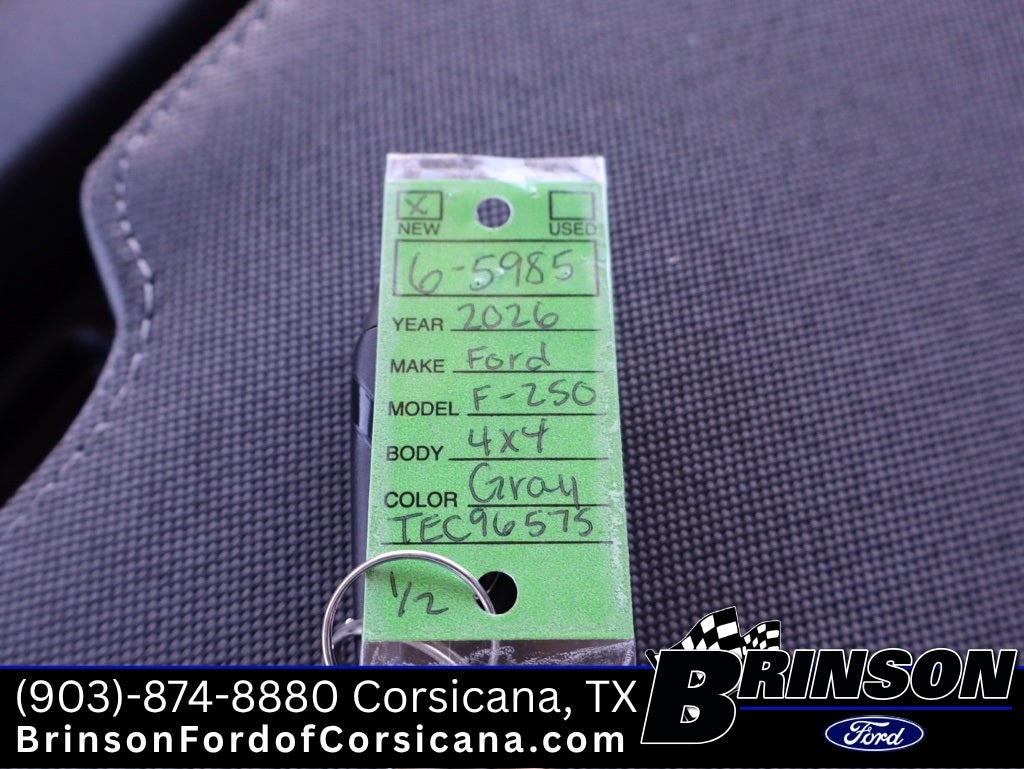 X
NEW USED
6-5985
YEAR 2026
MAKE Ford
MODEL F-250
BODY 4x4
COLOR Gray
TEC96575
1/2
(903)-874-8880 Corsicana, TX
BrinsonFordofCorsicana.com
BRINSON
Ford